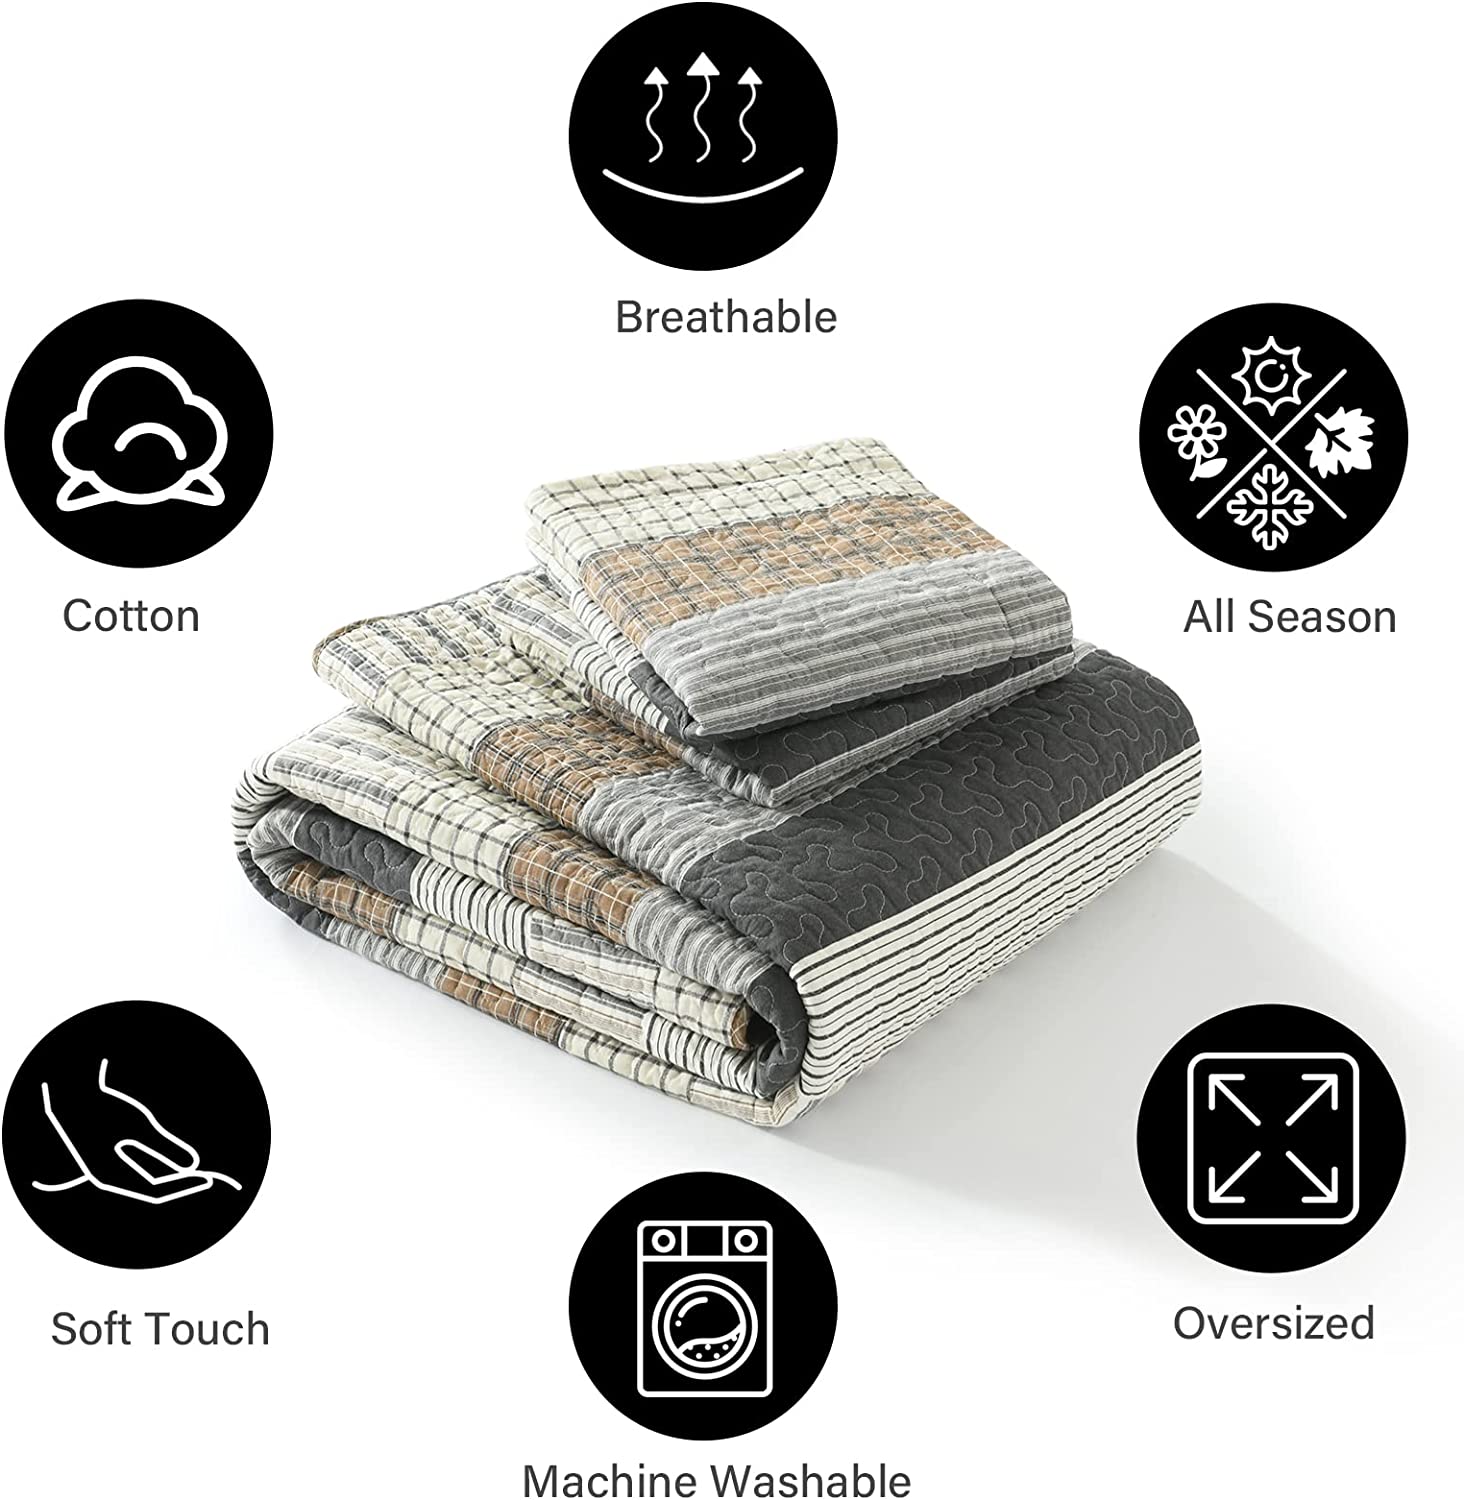 Breathable
Cotton
All Season
Soft Touch
Oversized
Machine Washable